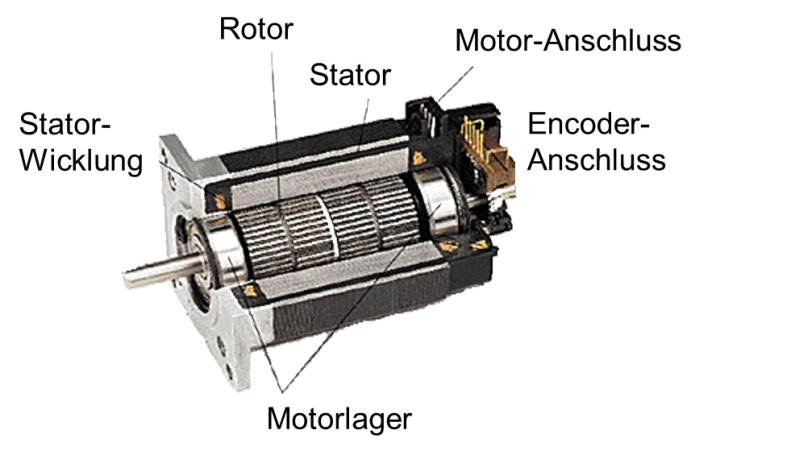 Rotor
Motor-Anschluss
Stator
Stator-
Wicklung
Encoder-
Anschluss
Motorlager